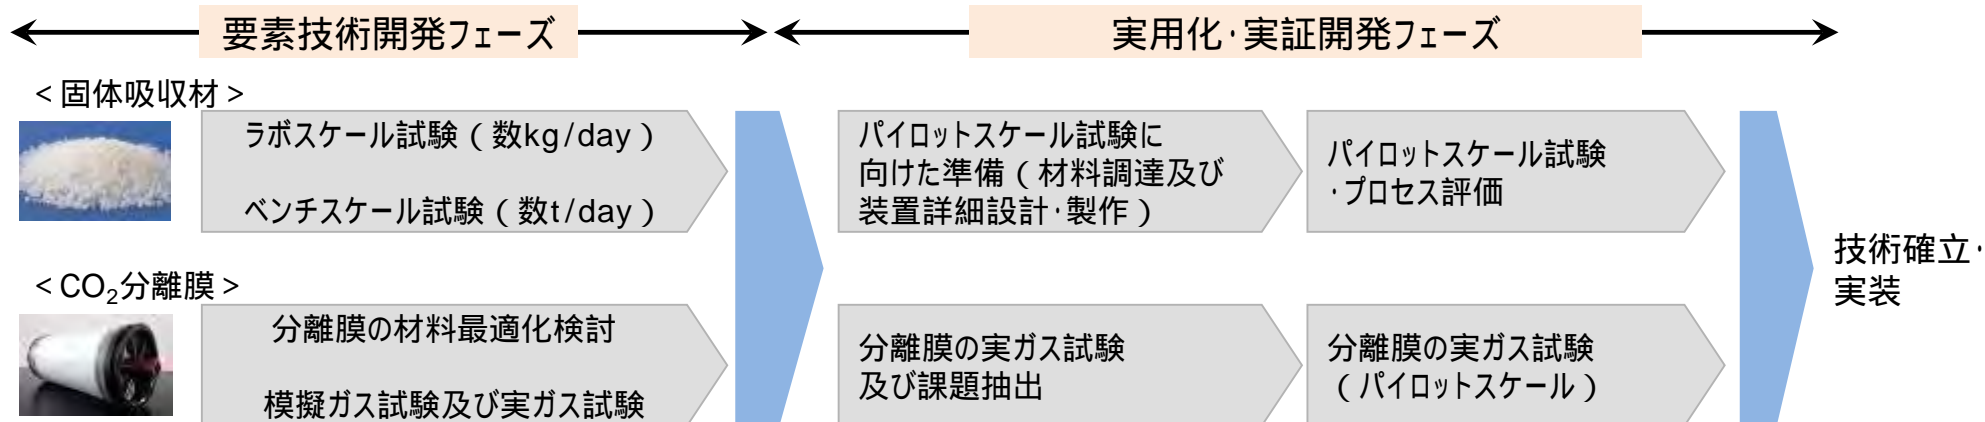 要素技術開発フェーズ
実用化・実証開発フェーズ
<固体吸収材>
ラボスケール試験(数kg/day)
ベンチスケール試験(数t/day)
パイロットスケール試験に
向けた準備(材料調達及び
装置詳細設計・製作)
パイロットスケール試験
・プロセス評価
<CO₂分離膜>
分離膜の材料最適化検討
模擬ガス試験及び実ガス試験
分離膜の実ガス試験
及び課題抽出
分離膜の実ガス試験
(パイロットスケール)
技術確立・
実装